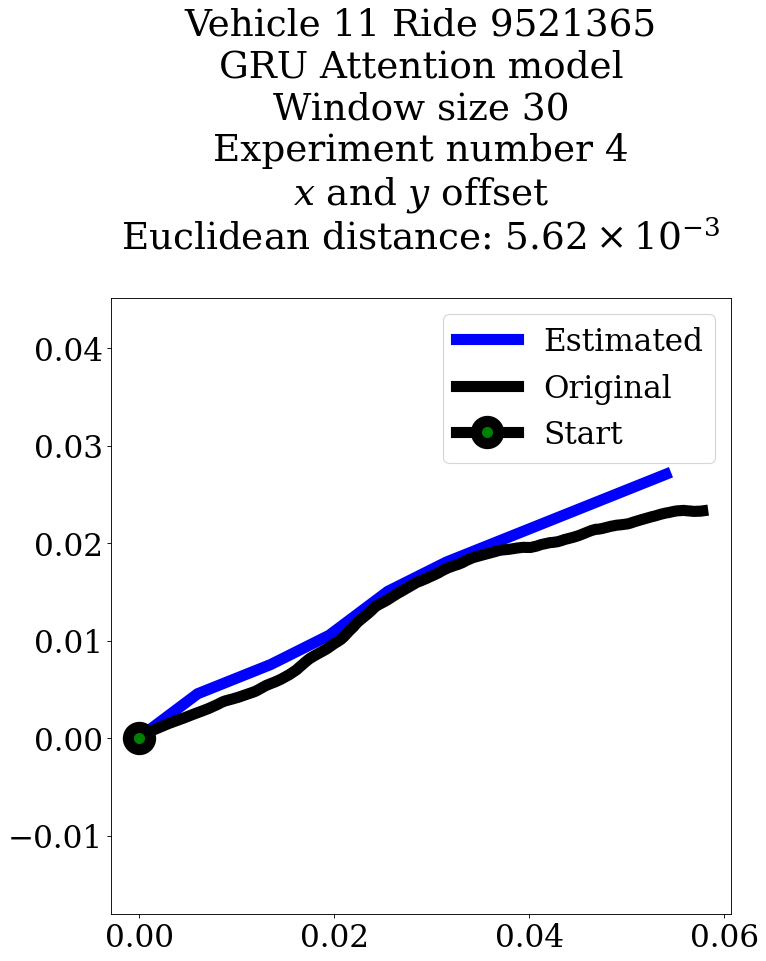 Vehicle 11 Ride 9521365
GRU Attention model
Window size 30
Experiment number 4
x and y offset
Euclidean distance: 5.62 × 10⁻³
Estimated
Original
Start
0.04
0.03
0.02
0.01
0.00
−0.01
0.00 0.02 0.04 0.06